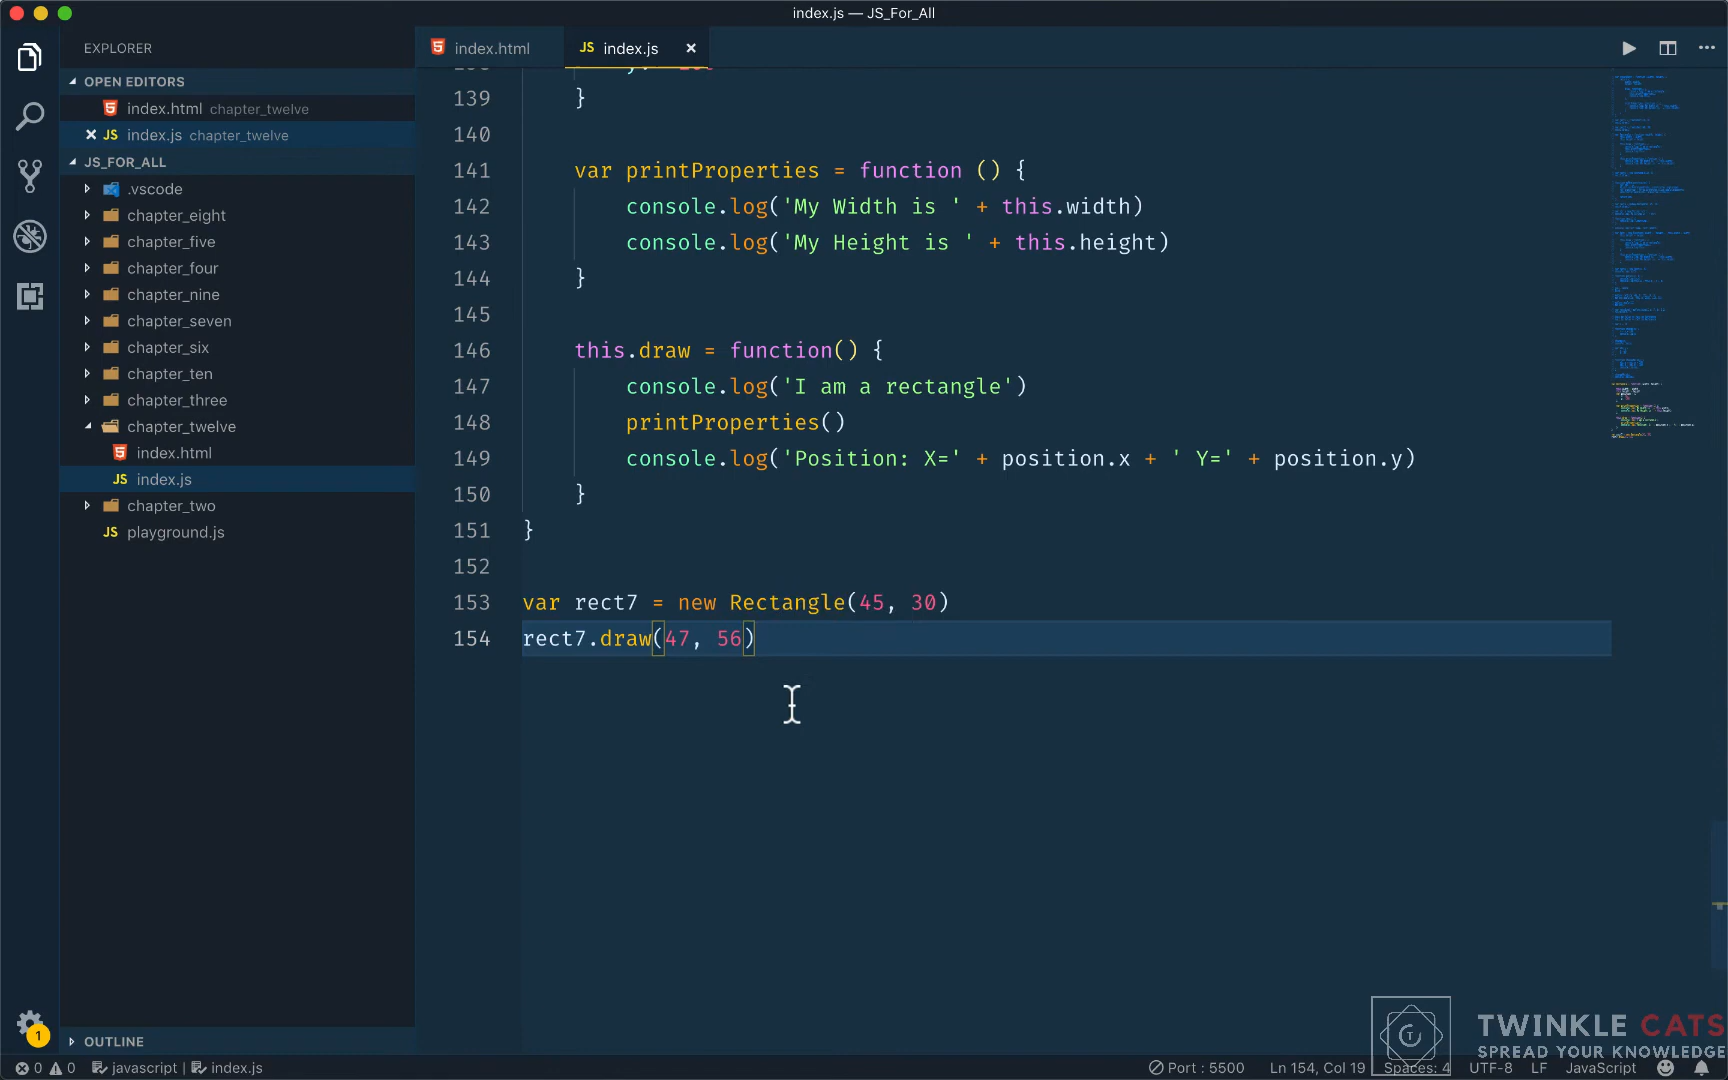 index.js — JS_For_All
EXPLORER
OPEN EDITORS
index.html chapter_twelve
JS index.js chapter_twelve
JS_FOR_ALL
.vscode
chapter_eight
chapter_five
chapter_four
chapter_nine
chapter_seven
chapter_six
chapter_ten
chapter_three
chapter_twelve
index.html
JS index.js
chapter_two
JS playground.js
OUTLINE
index.html
JS index.js
139 }
140
141 var printProperties = function () {
142 console.log('My Width is ' + this.width)
143 console.log('My Height is ' + this.height)
144 }
145
146 this.draw = function() {
147 console.log('I am a rectangle')
148 printProperties()
149 console.log('Position: X=' + position.x + ' Y=' + position.y)
150 }
151 }
152
153 var rect7 = new Rectangle(45, 30)
154 rect7.draw(47, 56)
1
TWINKLE CATS
SPREAD YOUR KNOWLEDGE
0 0 javascript | index.js
Port : 5500 Ln 154, Col 19 Spaces: 4 UTF-8 LF JavaScript